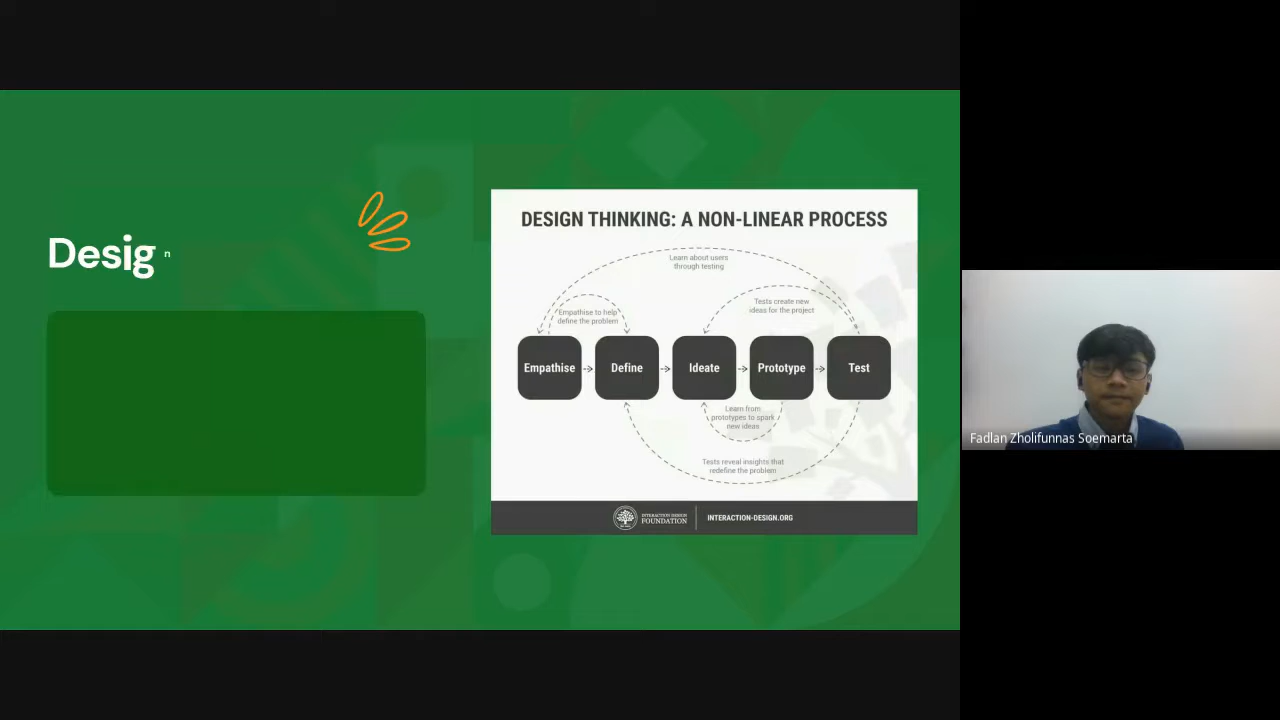 Desig n
DESIGN THINKING: A NON-LINEAR PROCESS
Learn about users
through testing
Tests create new
ideas for the project
Empathise to help
define the problem
Empathise
Define
Ideate
Prototype
Test
Learn from
prototypes to spark
new ideas
Tests reveal insights that
redefine the problem
INTERACTION DESIGN
FOUNDATION
INTERACTION-DESIGN.ORG
Fadlan Zholifunnas Soemarta